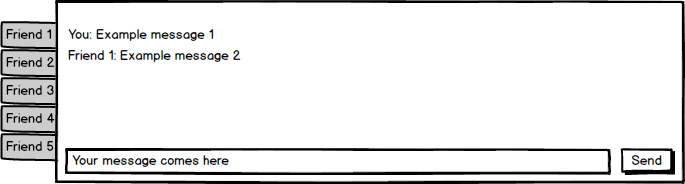 Friend 1
Friend 2
Friend 3
Friend 4
Friend 5
You: Example message 1
Friend 1: Example message 2
Your message comes here
Send